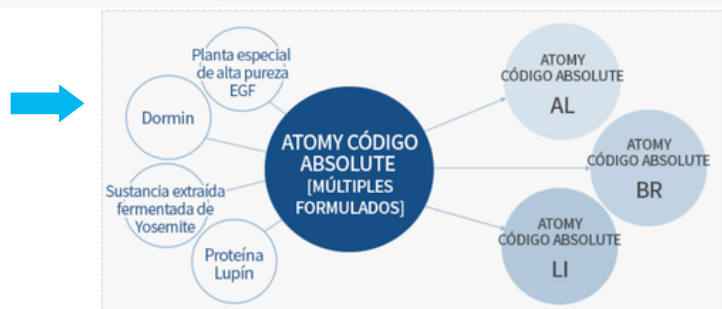 Planta especial
de alta pureza
EGF
Dormin
Sustancia extraída
fermentada de
Yosemite
Proteína
Lupín
ATOMY CÓDIGO
ABSOLUTE
[MÚLTIPLES
FORMULADOS]
ATOMY
CÓDIGO ABSOLUTE
AL
ATOMY
CÓDIGO ABSOLUTE
BR
ATOMY
CÓDIGO ABSOLUTE
LI